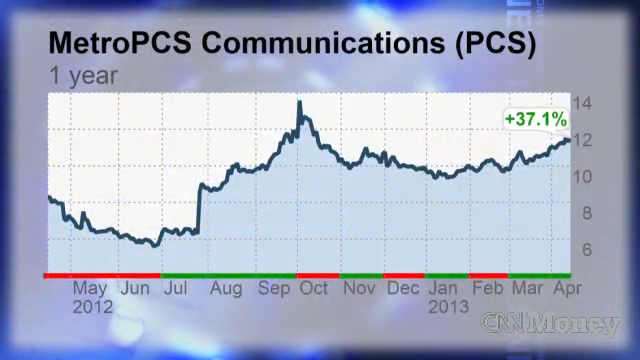 MetroPCS Communications (PCS)
1 year
+37.1%
14
12
10
8
6
May Jun Jul Aug Sep Oct Nov Dec Jan Feb Mar Apr
2012 2013
CNNMoney